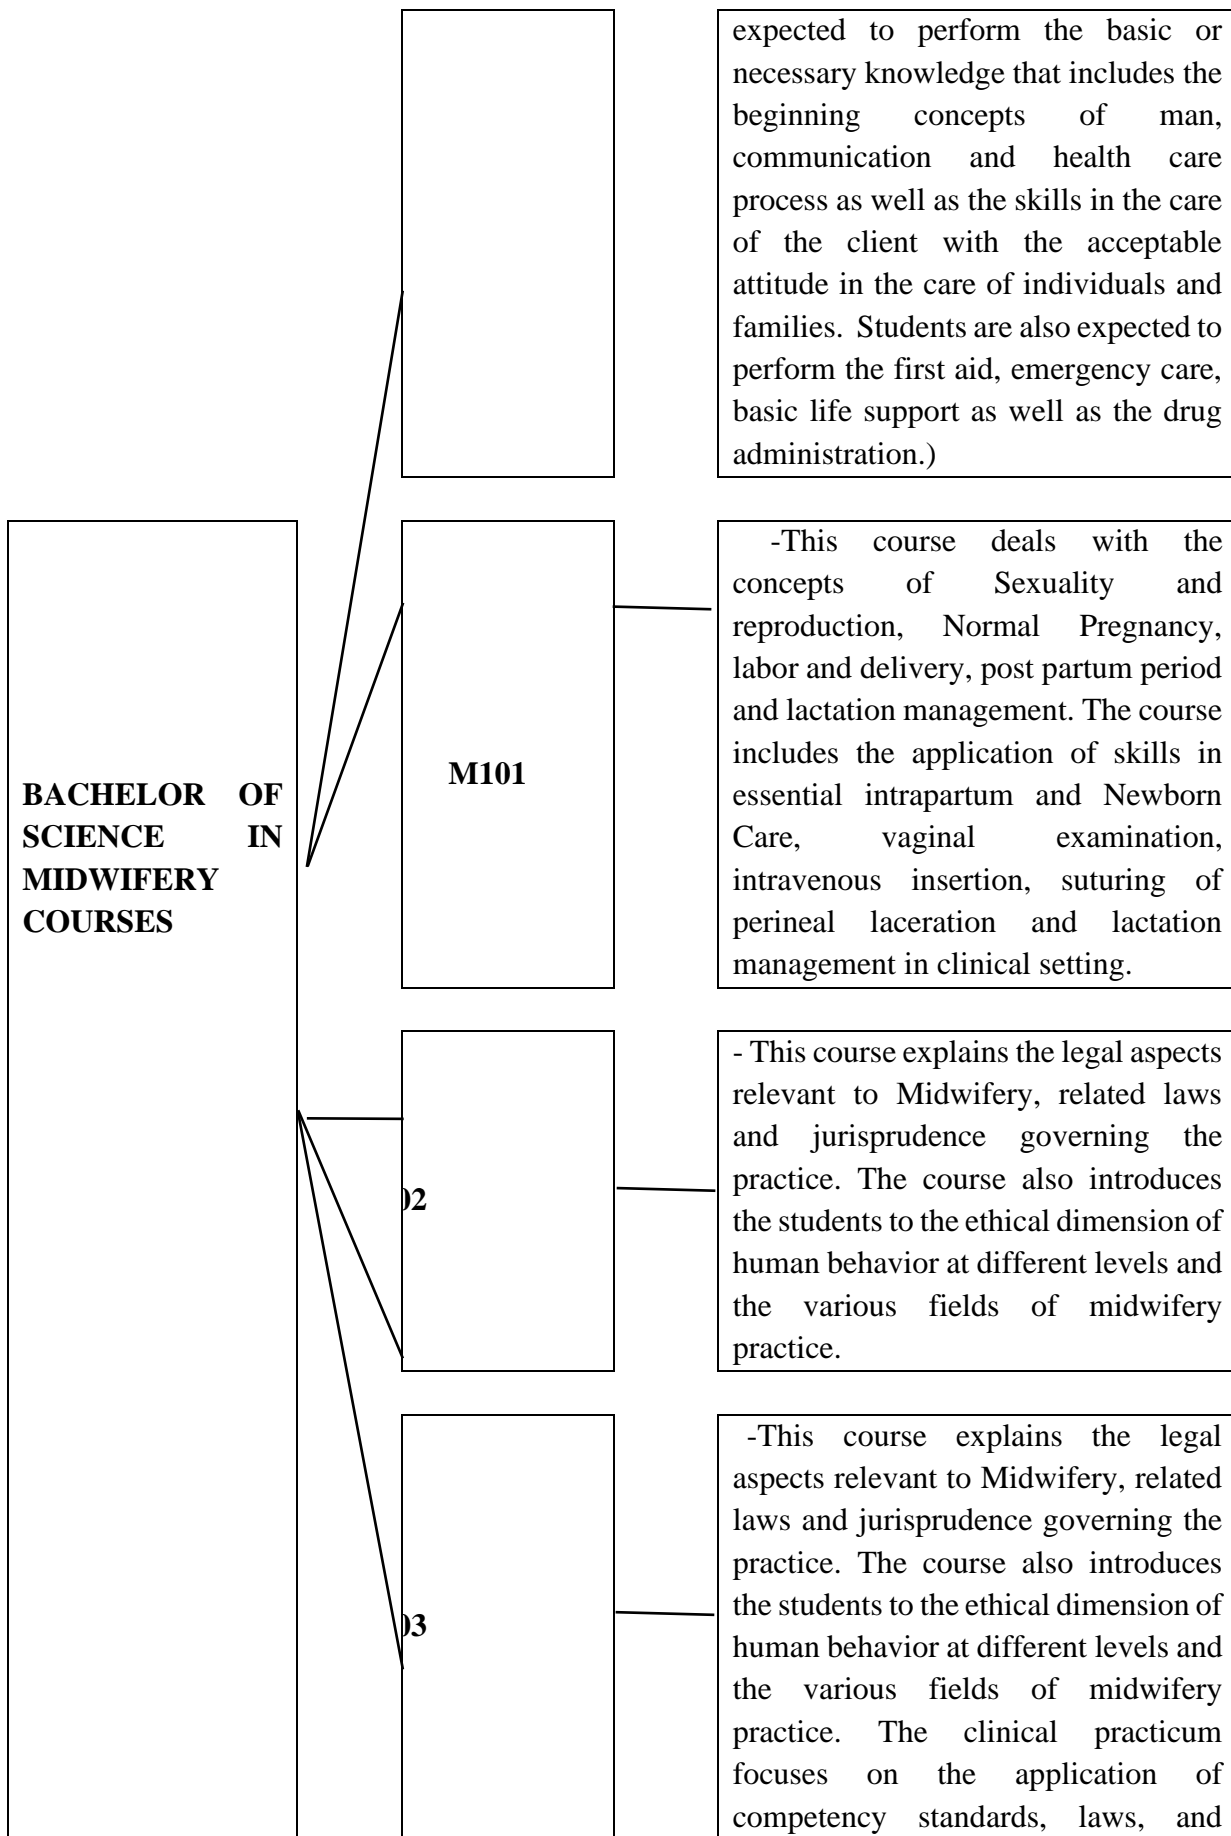 expected to perform the basic or
necessary knowledge that includes the
beginning concepts of man,
communication and health care
process as well as the skills in the care
of the client with the acceptable
attitude in the care of individuals and
families. Students are also expected to
perform the first aid, emergency care,
basic life support as well as the drug
administration.)
BACHELOR OF
SCIENCE IN
MIDWIFERY
COURSES
M101
-This course deals with the
concepts of Sexuality and
reproduction, Normal Pregnancy,
labor and delivery, post partum period
and lactation management. The course
includes the application of skills in
essential intrapartum and Newborn
Care, vaginal examination,
intravenous insertion, suturing of
perineal laceration and lactation
management in clinical setting.
02
- This course explains the legal aspects
relevant to Midwifery, related laws
and jurisprudence governing the
practice. The course also introduces
the students to the ethical dimension of
human behavior at different levels and
the various fields of midwifery
practice.
03
-This course explains the legal
aspects relevant to Midwifery, related
laws and jurisprudence governing the
practice. The course also introduces
the students to the ethical dimension of
human behavior at different levels and
the various fields of midwifery
practice. The clinical practicum
focuses on the application of
competency standards, laws, and